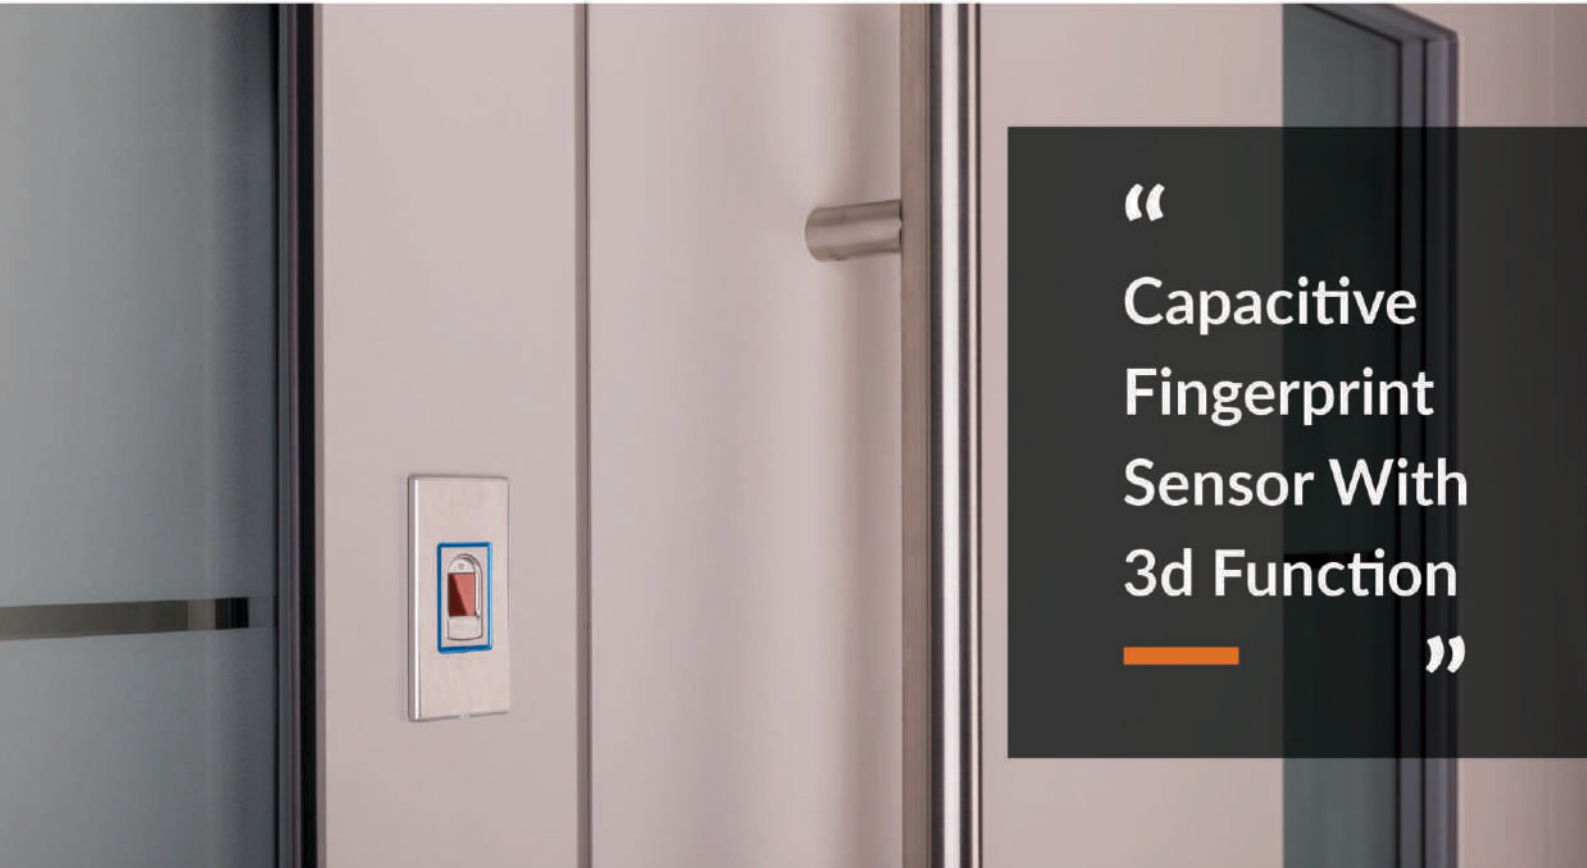 “
Capacitive
Fingerprint
Sensor With
3d Function
”